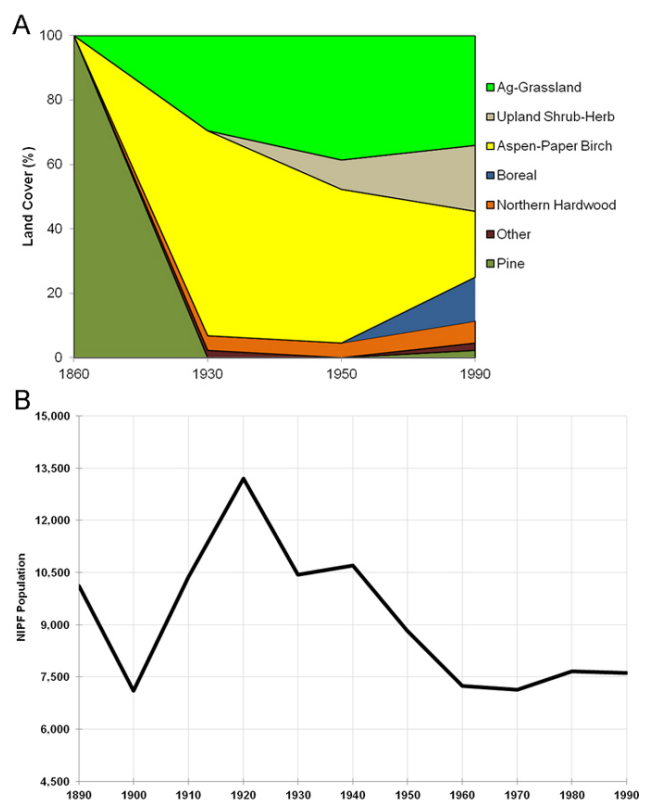 A
100
80
60
40
20
0
Land Cover (%)
1860 1930 1950 1990
Ag-Grassland
Upland Shrub-Herb
Aspen-Paper Birch
Boreal
Northern Hardwood
Other
Pine
B
15,000
13,500
12,000
10,500
9,000
7,500
6,000
4,500
NIPF Population
1890 1900 1910 1920 1930 1940 1950 1960 1970 1980 1990